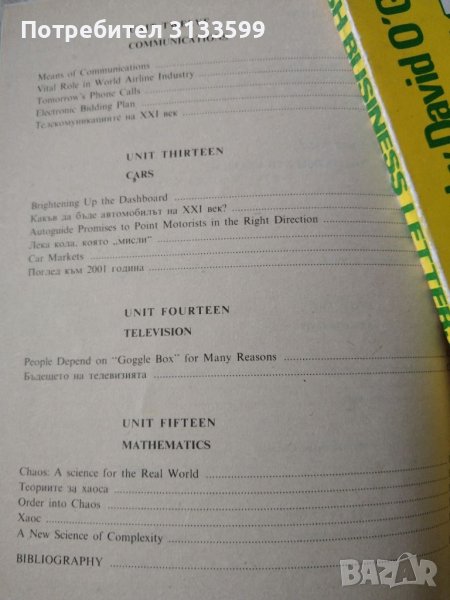 Потребител 3133599
COMMUNICATIONS
Means of Communications
Vital Role in World Airline Industry
Tomorrow's Phone Calls
Electronic Bidding Plan
Телекомуникациите на XXI век
UNIT THIRTEEN
CARS
Brightening Up the Dashboard
Какъв да бъде автомобилът на XXI век?
Autoguide Promises to Point Motorists in the Right Direction
Лека кола, която „мисли“
Car Markets
Поглед към 2001 година
UNIT FOURTEEN
TELEVISION
People Depend on "Goggle Box" for Many Reasons
Бъдещето на телевизията
UNIT FIFTEEN
MATHEMATICS
Chaos: A science for the Real World
Теориите за хаоса
Order into Chaos
Хаос
A New Science of Complexity
BIBLIOGRAPHY
David O'
BUSINESS LETTER
BAZAR